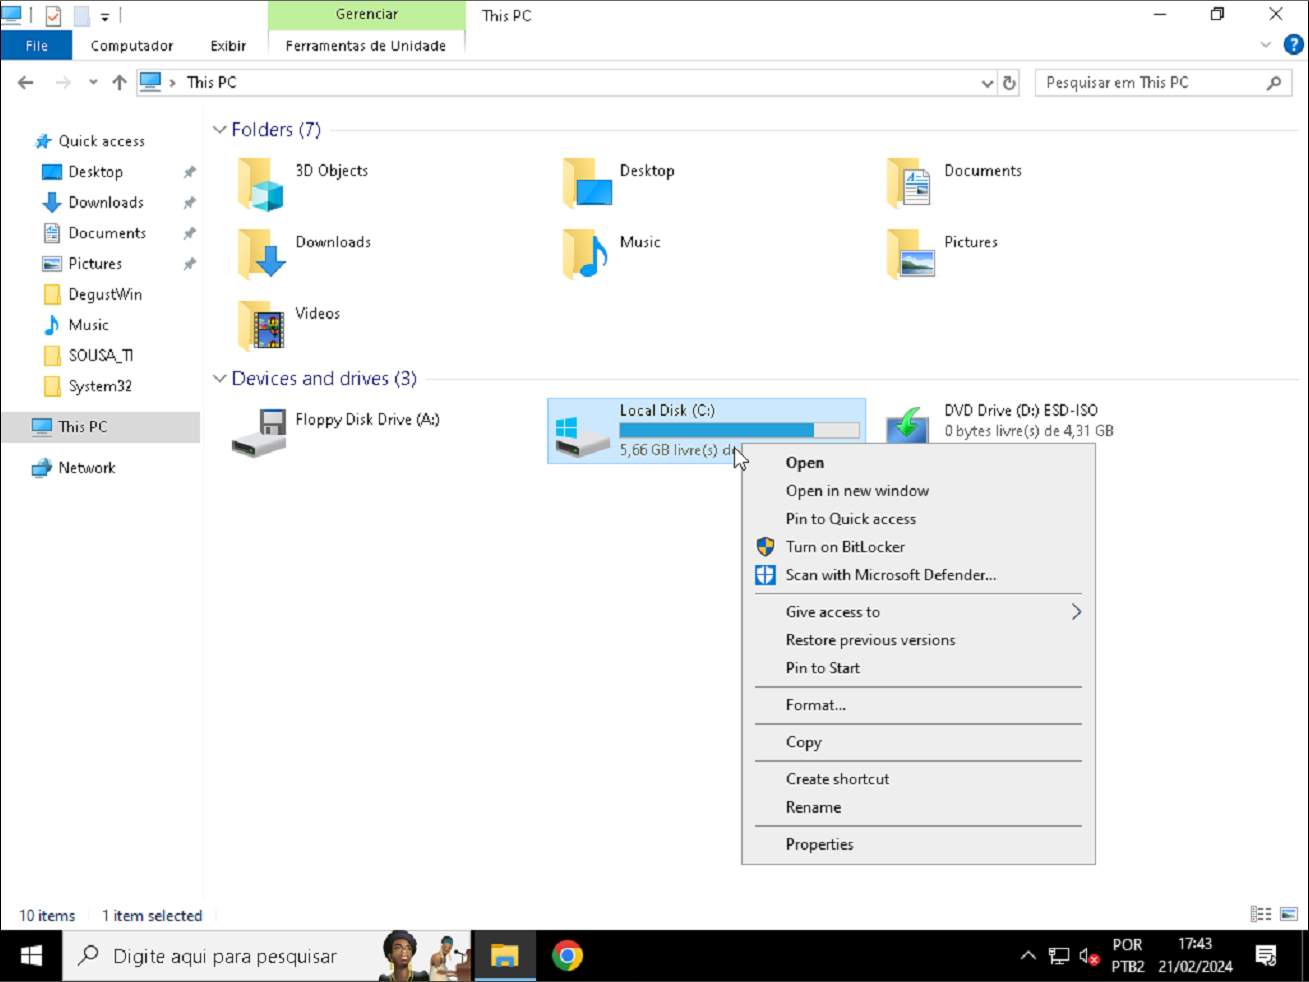 Gerenciar
This PC
File
Computador
Exibir
Ferramentas de Unidade
This PC
Pesquisar em This PC
Quick access
Desktop
Downloads
Documents
Pictures
DegustWin
Music
SOUSA_TI
System32
This PC
Network
Folders (7)
3D Objects
Desktop
Documents
Downloads
Music
Pictures
Videos
Devices and drives (3)
Floppy Disk Drive (A:)
Local Disk (C:)
5,66 GB livre(s) de
DVD Drive (D:) ESD-ISO
0 bytes livre(s) de 4,31 GB
Open
Open in new window
Pin to Quick access
Turn on BitLocker
Scan with Microsoft Defender...
Give access to
Restore previous versions
Pin to Start
Format...
Copy
Create shortcut
Rename
Properties
10 items
1 item selected
Digite aqui para pesquisar
POR
PTB2
17:43
21/02/2024